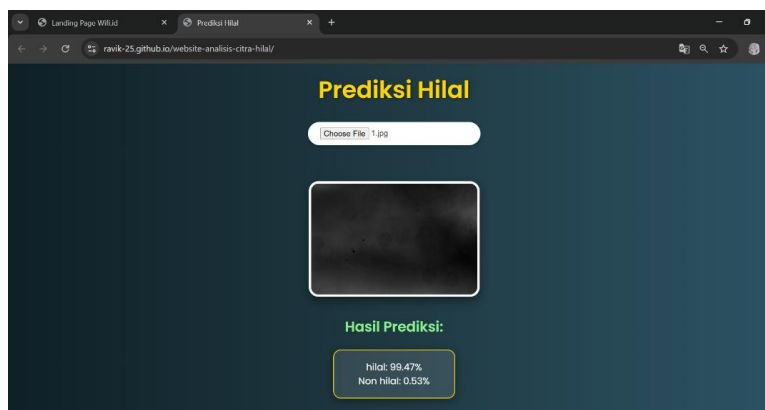 Landing Page Wifi.id
Prediksi Hilal
ravik-25.github.io/website-analisis-citra-hilal/
Prediksi Hilal
Choose File 1.jpg
Hasil Prediksi:
hilal: 99.47%
Non hilal: 0.53%